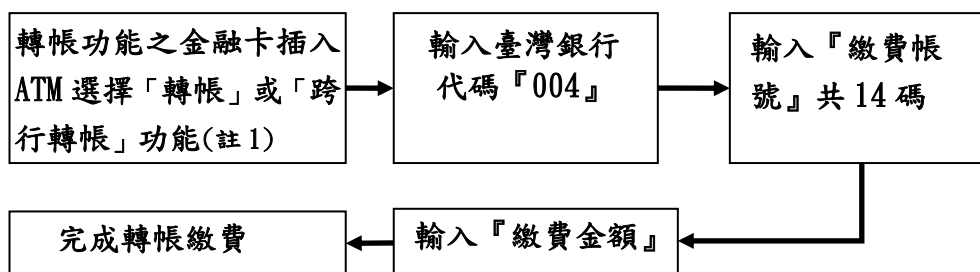 轉帳功能之金融卡插入
ATM 選擇「轉帳」或「跨
行轉帳」功能(註1)
輸入臺灣銀行
代碼『004』
輸入『繳費帳
號』共 14 碼
輸入『繳費金額』
完成轉帳繳費